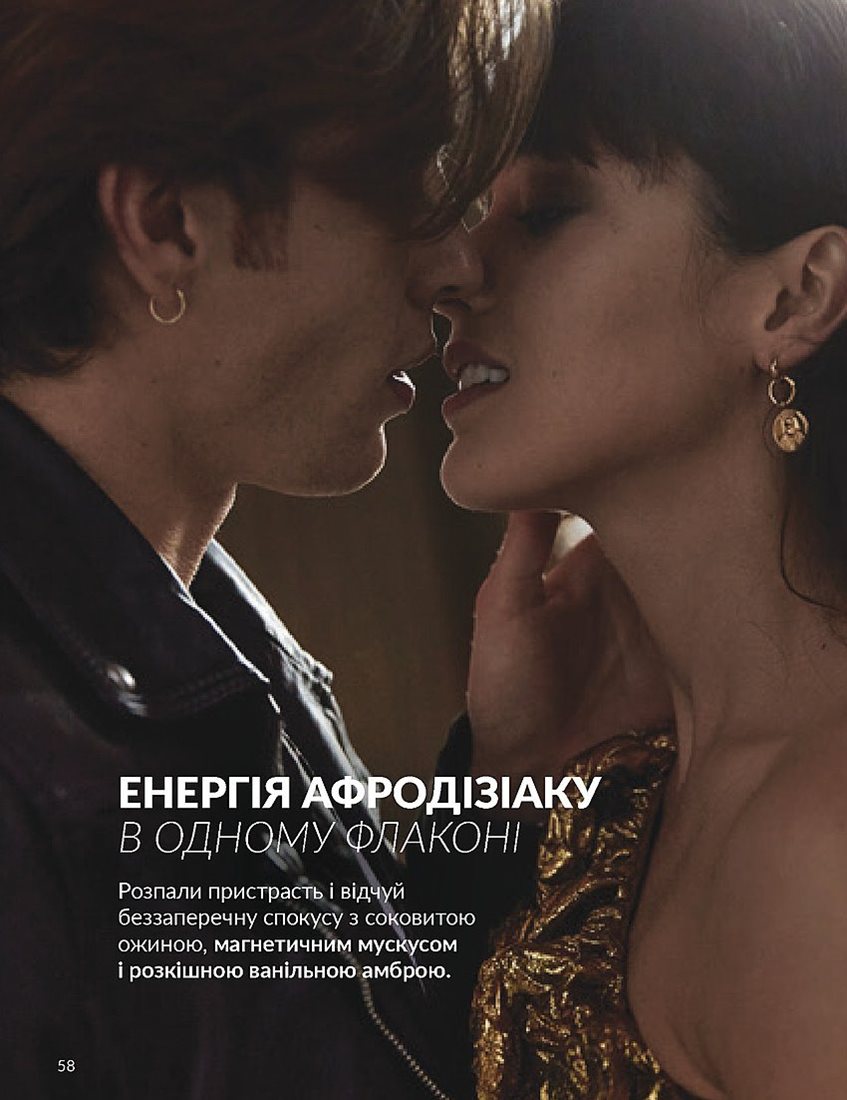 ЕНЕРГІЯ АФРОДІЗІАКУ
В ОДНОМУ ФЛАКОНІ
Розпали пристрасть і відчуй
беззаперечну спокусу з соковитою
ожиною, магнетичним мускусом
і розкішною ванільною амброю.
58